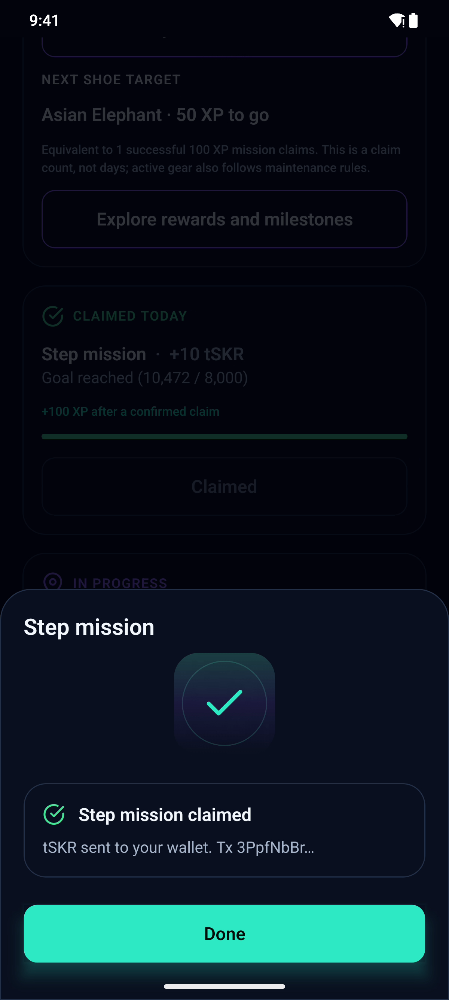 9:41
NEXT SHOE TARGET
Asian Elephant · 50 XP to go
Equivalent to 1 successful 100 XP mission claims. This is a claim
count, not days; active gear also follows maintenance rules.
Explore rewards and milestones
CLAIMED TODAY
Step mission · +10 tSKR
Goal reached (10,472 / 8,000)
+100 XP after a confirmed claim
Claimed
IN PROGRESS
Step mission
Step mission claimed
tSKR sent to your wallet. Tx 3PpfNbBr…
Done